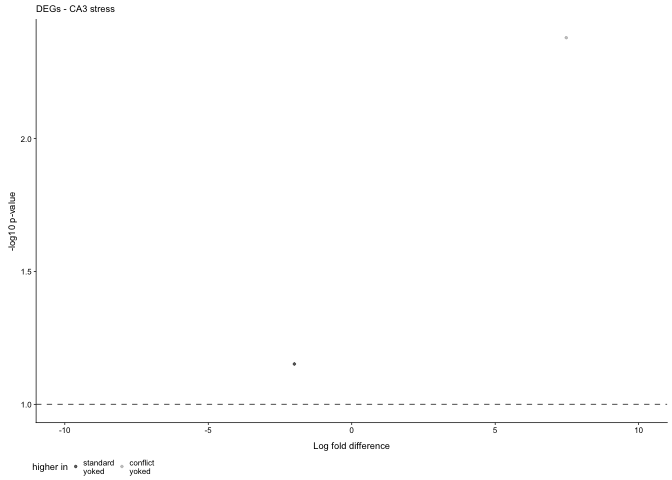 DEGs - CA3 stress
-log10 p-value
2.0
1.5
1.0
-10 -5 0 5 10
Log fold difference
higher in standard yoked conflict yoked